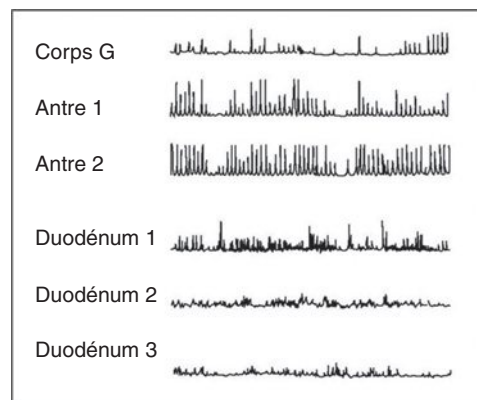 Corps G
Antre 1
Antre 2
Duodénum 1
Duodénum 2
Duodénum 3